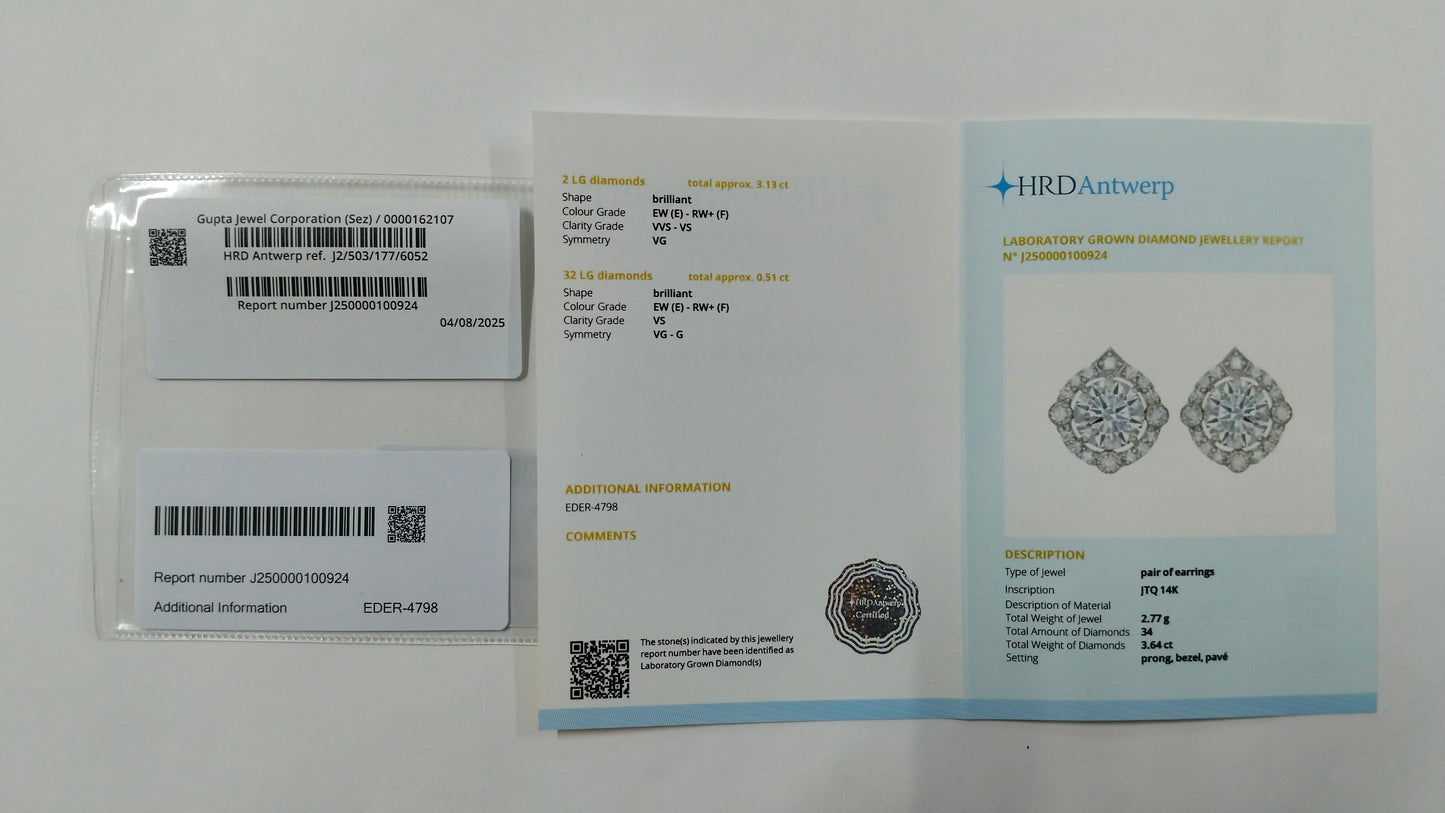 Gupta Jewel Corporation (Sez) / 0000162107
HRD Antwerp ref. J2/503/177/6052
Report number J250000100924
04/08/2025
Report number J250000100924
Additional Information EDER-4798
2 LG diamonds total approx. 3.13 ct
Shape brilliant
Colour Grade EW (E) - RW+ (F)
Clarity Grade VVS - VS
Symmetry VG
32 LG diamonds total approx. 0.51 ct
Shape brilliant
Colour Grade EW (E) - RW+ (F)
Clarity Grade VS
Symmetry VG - G
ADDITIONAL INFORMATION
EDER-4798
COMMENTS
HRDAntwerp
Certified
The stone(s) indicated by this jewellery
report number have been identified as
Laboratory Grown Diamond(s)
HRDAntwerp
LABORATORY GROWN DIAMOND JEWELLERY REPORT
N° J250000100924
DESCRIPTION
Type of Jewel pair of earrings
Inscription JTQ 14K
Description of Material
Total Weight of Jewel 2.77 g
Total Amount of Diamonds 34
Total Weight of Diamonds 3.64 ct
Setting prong, bezel, pavé